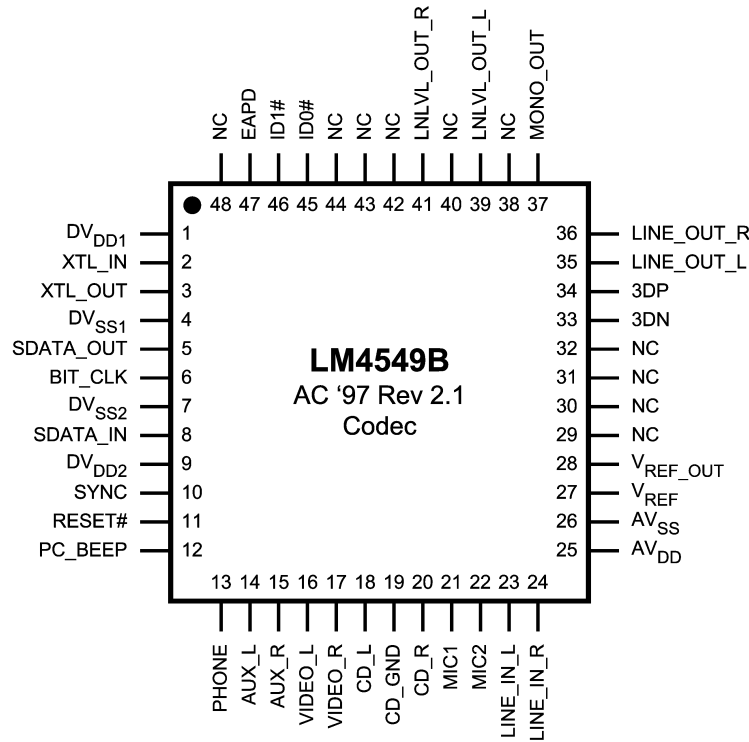 NC
EAPD
ID1#
ID0#
NC
NC
NC
LNLVL_OUT_R
NC
LNLVL_OUT_L
NC
MONO_OUT
48 47 46 45 44 43 42 41 40 39 38 37
DVDD1 1
XTL_IN 2
XTL_OUT 3
DVSS1 4
SDATA_OUT 5
BIT_CLK 6
DVSS2 7
SDATA_IN 8
DVDD2 9
SYNC 10
RESET# 11
PC_BEEP 12
LM4549B
AC ‘97 Rev 2.1
Codec
36 LINE_OUT_R
35 LINE_OUT_L
34 3DP
33 3DN
32 NC
31 NC
30 NC
29 NC
28 VREF_OUT
27 VREF
26 AVSS
25 AVDD
13 14 15 16 17 18 19 20 21 22 23 24
PHONE
AUX_L
AUX_R
VIDEO_L
VIDEO_R
CD_L
CD_GND
CD_R
MIC1
MIC2
LINE_IN_L
LINE_IN_R